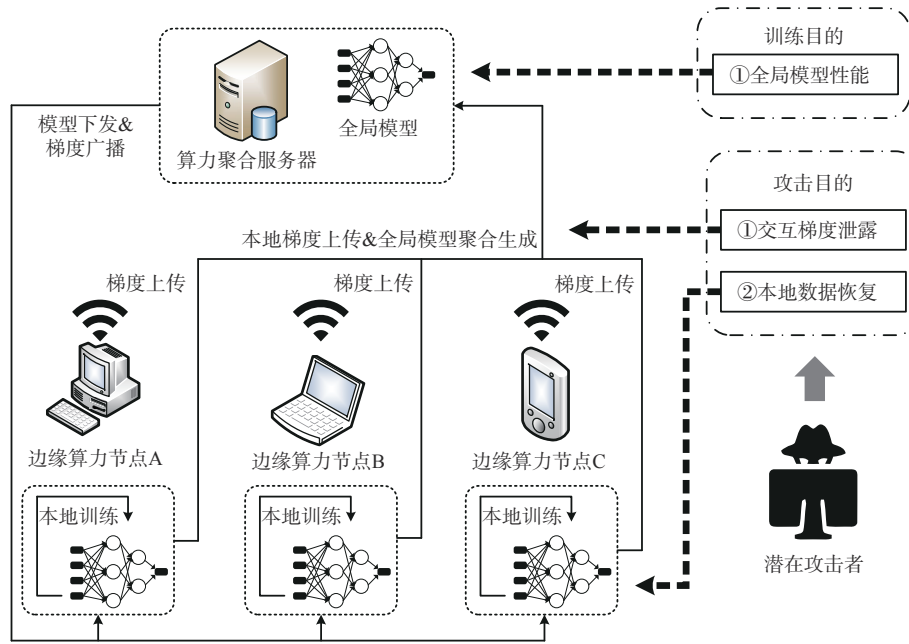 训练目的
①全局模型性能
模型下发&
梯度广播
全局模型
算力聚合服务器
攻击目的
①交互梯度泄露
②本地数据恢复
本地梯度上传&全局模型聚合生成
梯度上传
梯度上传
梯度上传
边缘算力节点A
边缘算力节点B
边缘算力节点C
本地训练
本地训练
本地训练
潜在攻击者